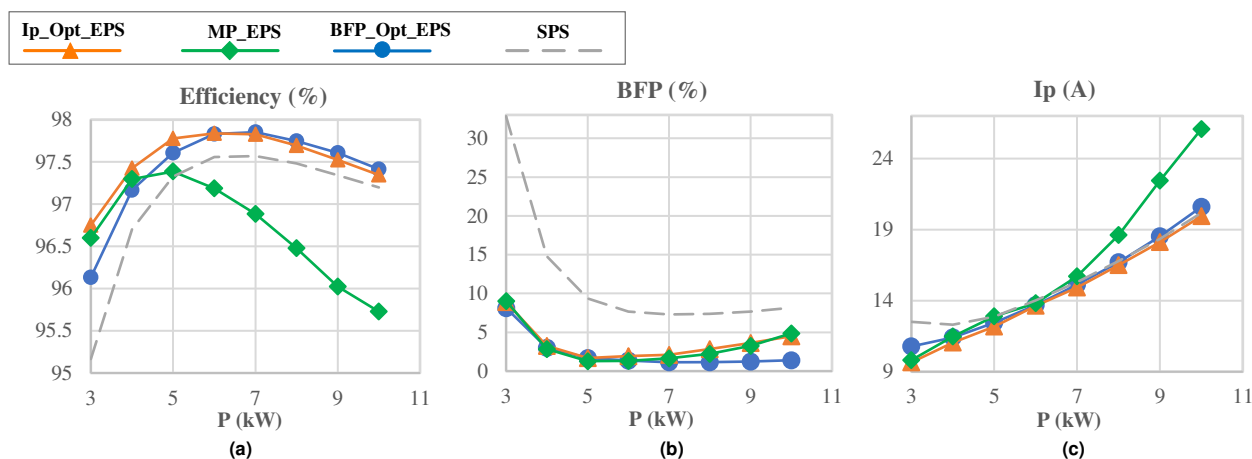 Ip_Opt_EPS MP_EPS BFP_Opt_EPS SPS
Efficiency (%)
98
97.5
97
96.5
96
95.5
95
3 5 7 9 11
P (kW)
(a)
BFP (%)
30
25
20
15
10
5
0
3 5 7 9 11
P (kW)
(b)
Ip (A)
24
19
14
9
3 5 7 9 11
P (kW)
(c)